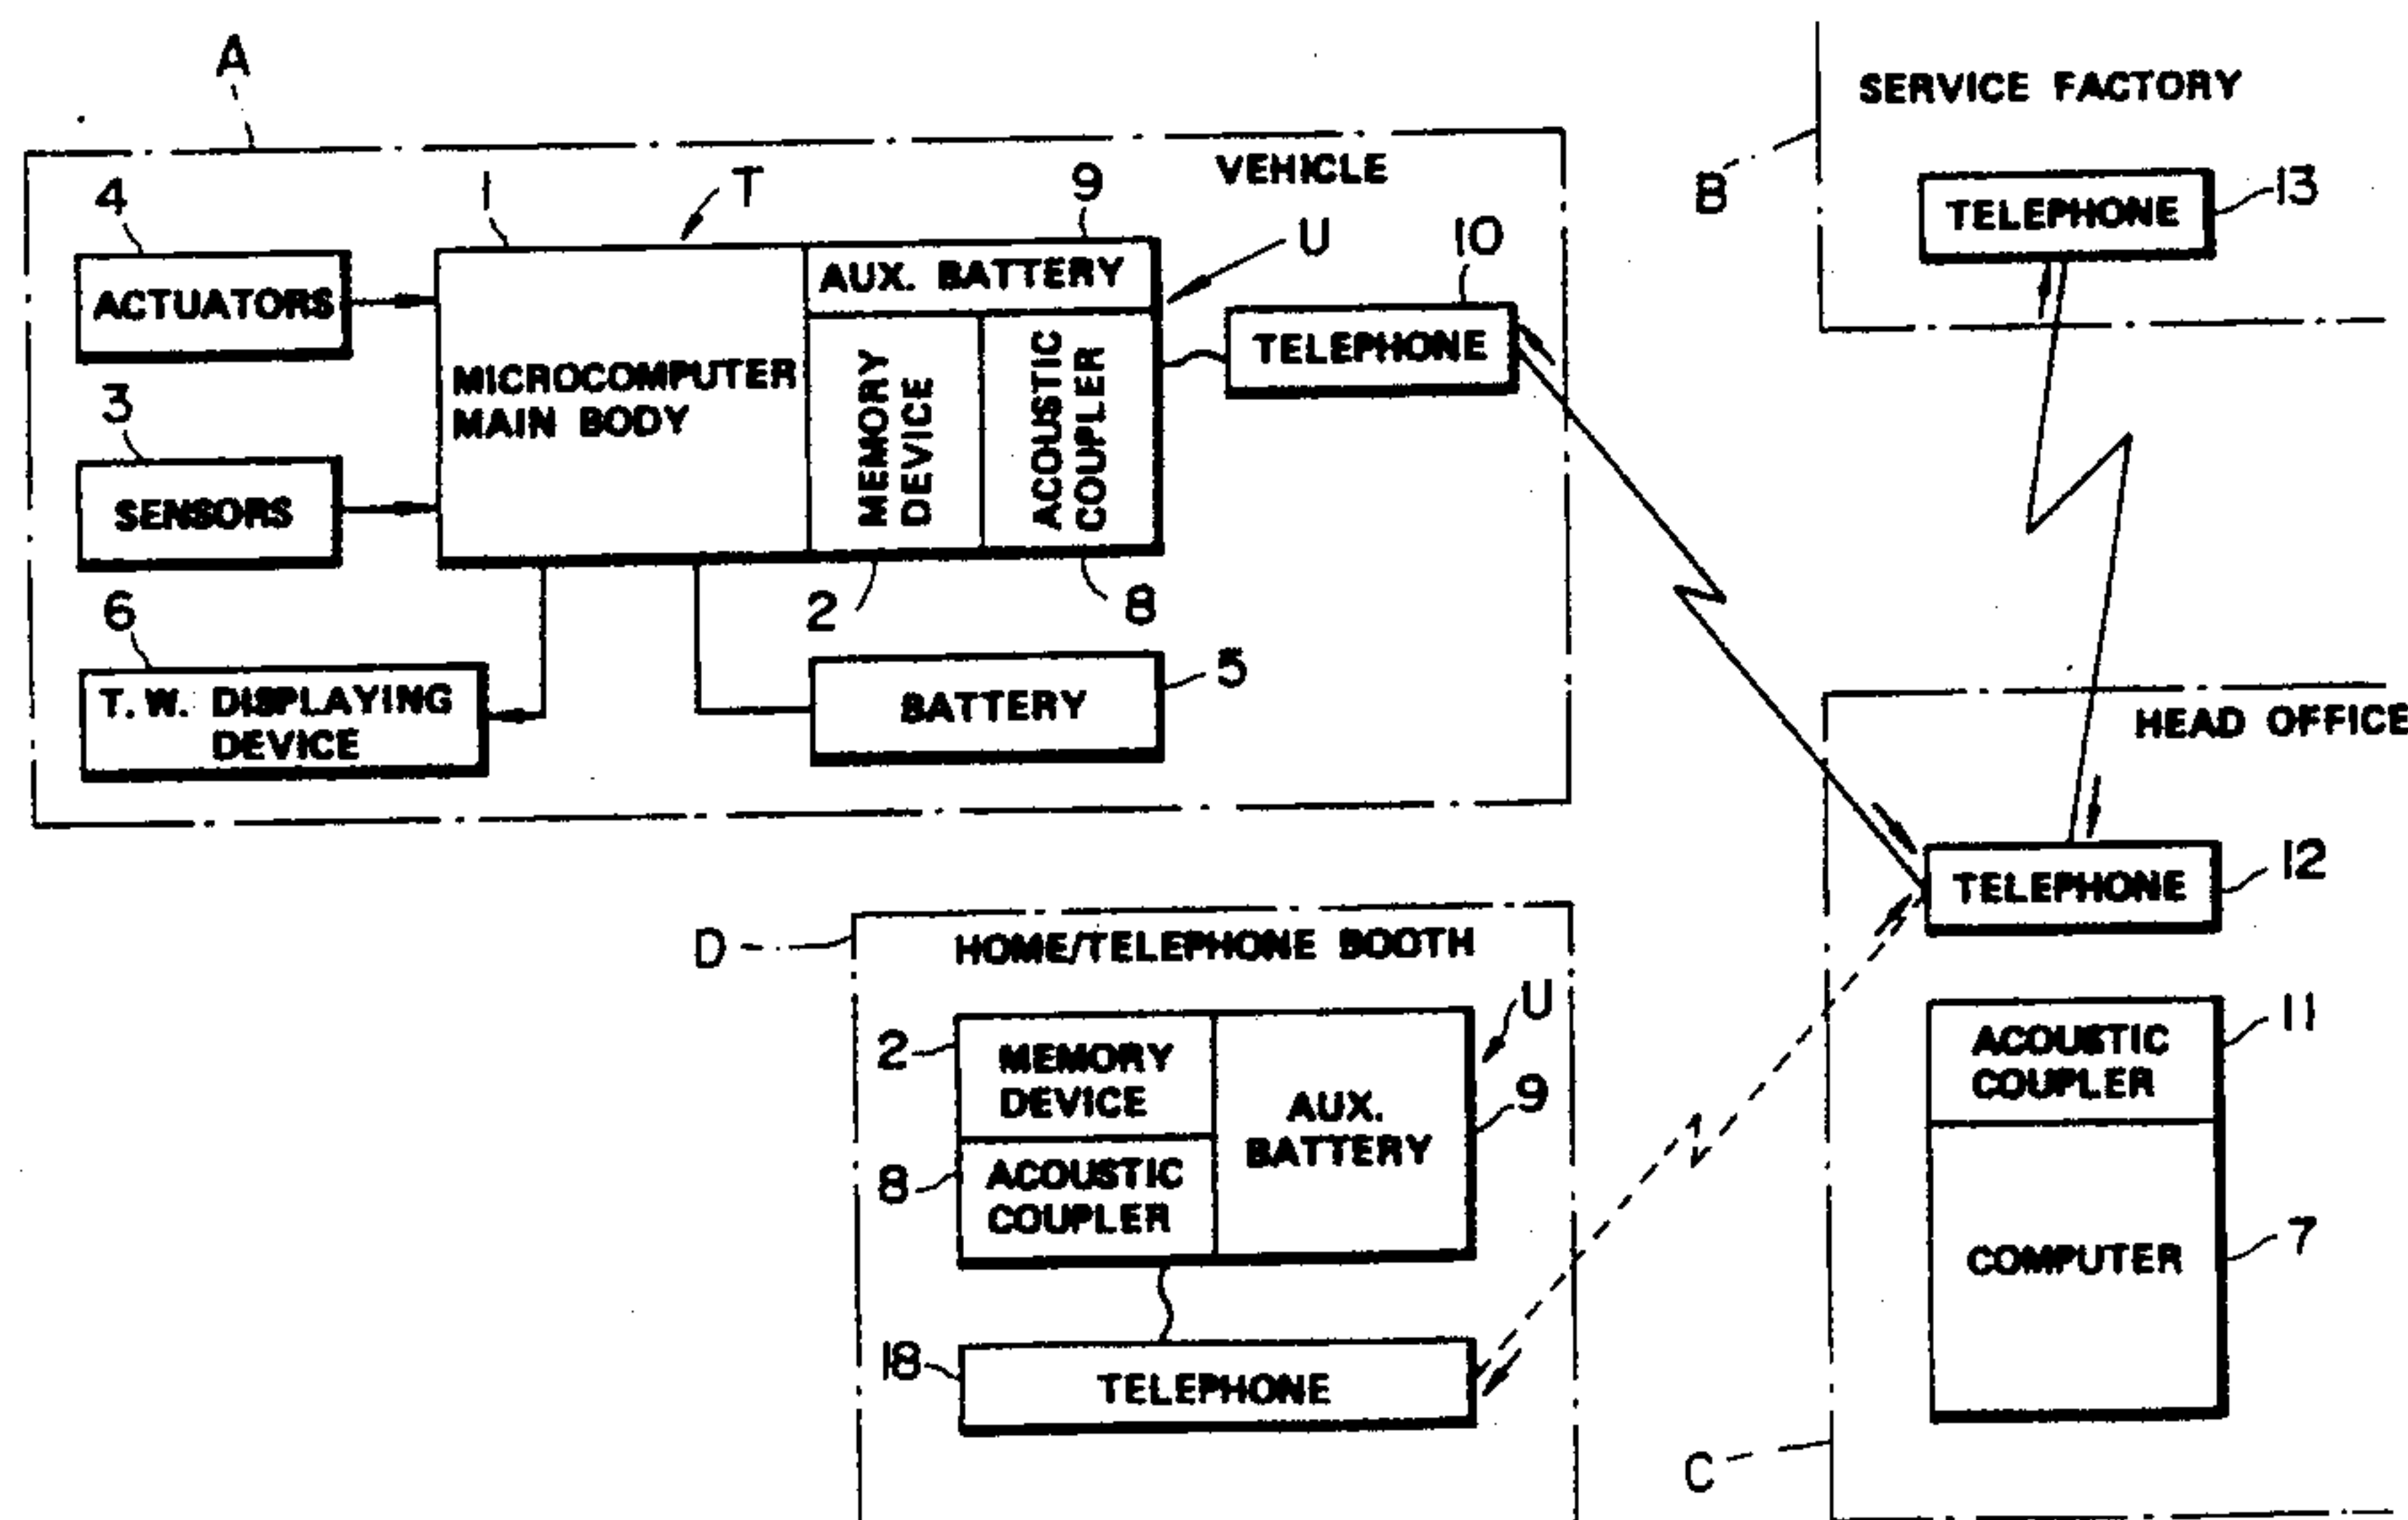 A
VEHICLE
4
1
T
9
U
10
ACTUATORS
MICROCOMPUTER
MAIN BODY
AUX. BATTERY
MEMORY
DEVICE
ACOUSTIC
COUPLER
TELEPHONE
3
SENSORS
2
8
6
T. W. DISPLAYING
DEVICE
BATTERY
5
SERVICE FACTORY
B
TELEPHONE
13
HEAD OFFICE
TELEPHONE
12
ACOUSTIC
COUPLER
11
COMPUTER
7
C
D
HOME/TELEPHONE BOOTH
U
2
MEMORY
DEVICE
8
ACOUSTIC
COUPLER
AUX.
BATTERY
9
18
TELEPHONE